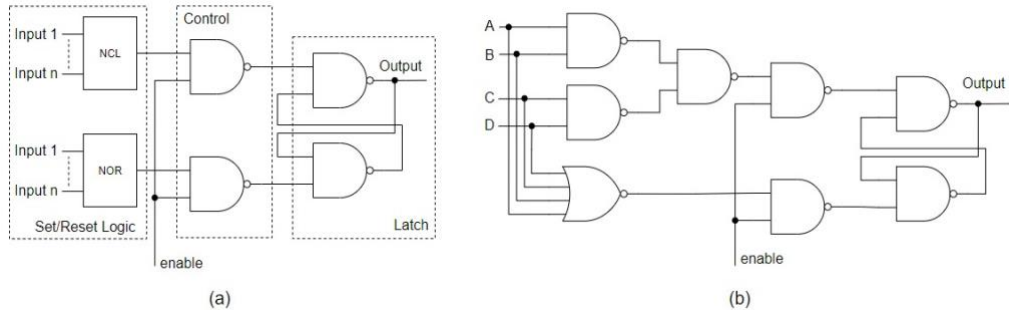 Input 1
Input n
NCL
Control
Output
Input 1
Input n
NOR
Set/Reset Logic
Latch
enable
(a)
A
B
C
D
Output
enable
(b)